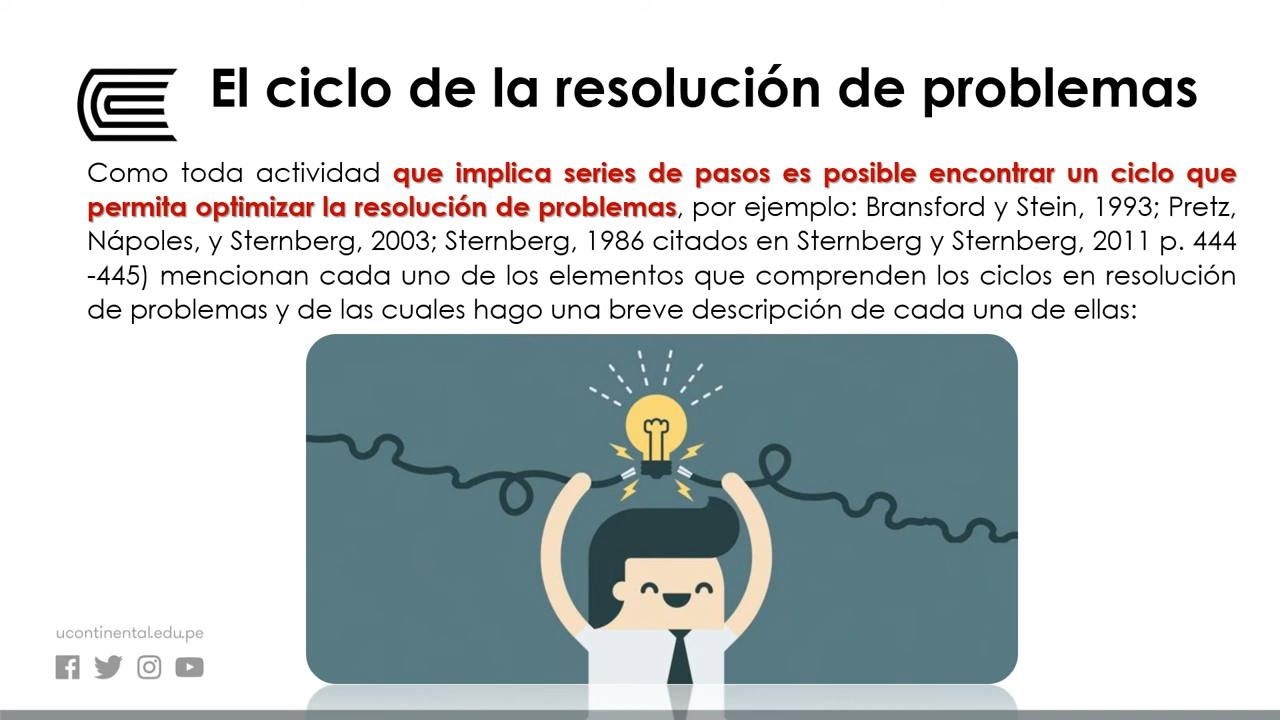 El ciclo de la resolución de problemas
Como toda actividad que implica series de pasos es posible encontrar un ciclo que
permita optimizar la resolución de problemas, por ejemplo: Bransford y Stein, 1993; Pretz,
Nápoles, y Sternberg, 2003; Sternberg, 1986 citados en Sternberg y Sternberg, 2011 p. 444
-445) mencionan cada uno de los elementos que comprenden los ciclos en resolución
de problemas y de las cuales hago una breve descripción de cada una de ellas:
ucontinental.edu.pe